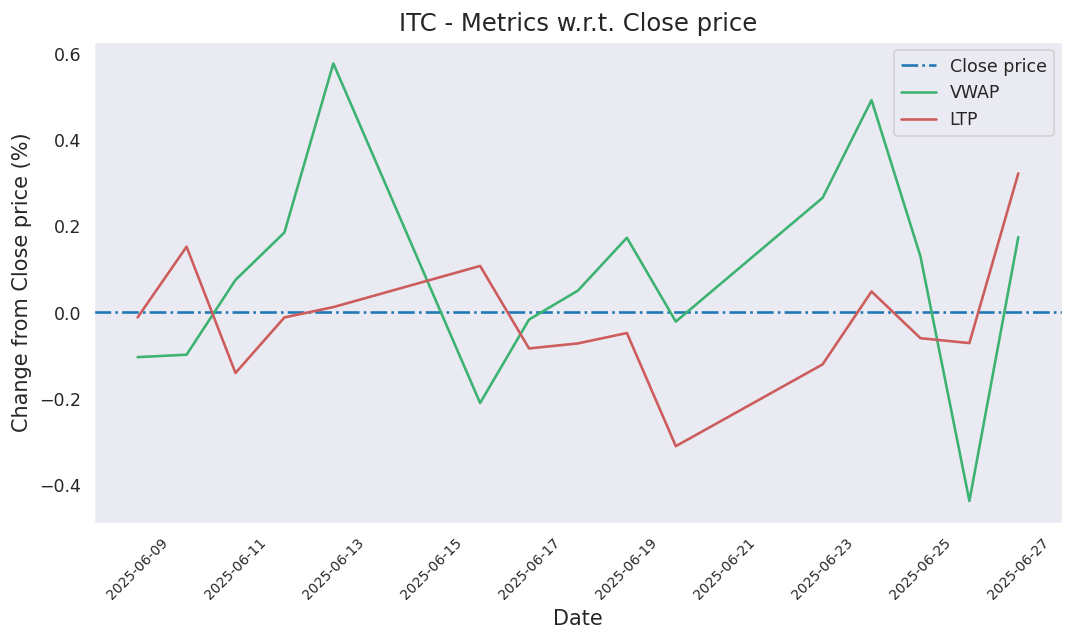 ITC - Metrics w.r.t. Close price
Close price
VWAP
LTP
Change from Close price (%)
0.6
0.4
0.2
0.0
−0.2
−0.4
2025-06-09
2025-06-11
2025-06-13
2025-06-15
2025-06-17
2025-06-19
2025-06-21
2025-06-23
2025-06-25
2025-06-27
Date